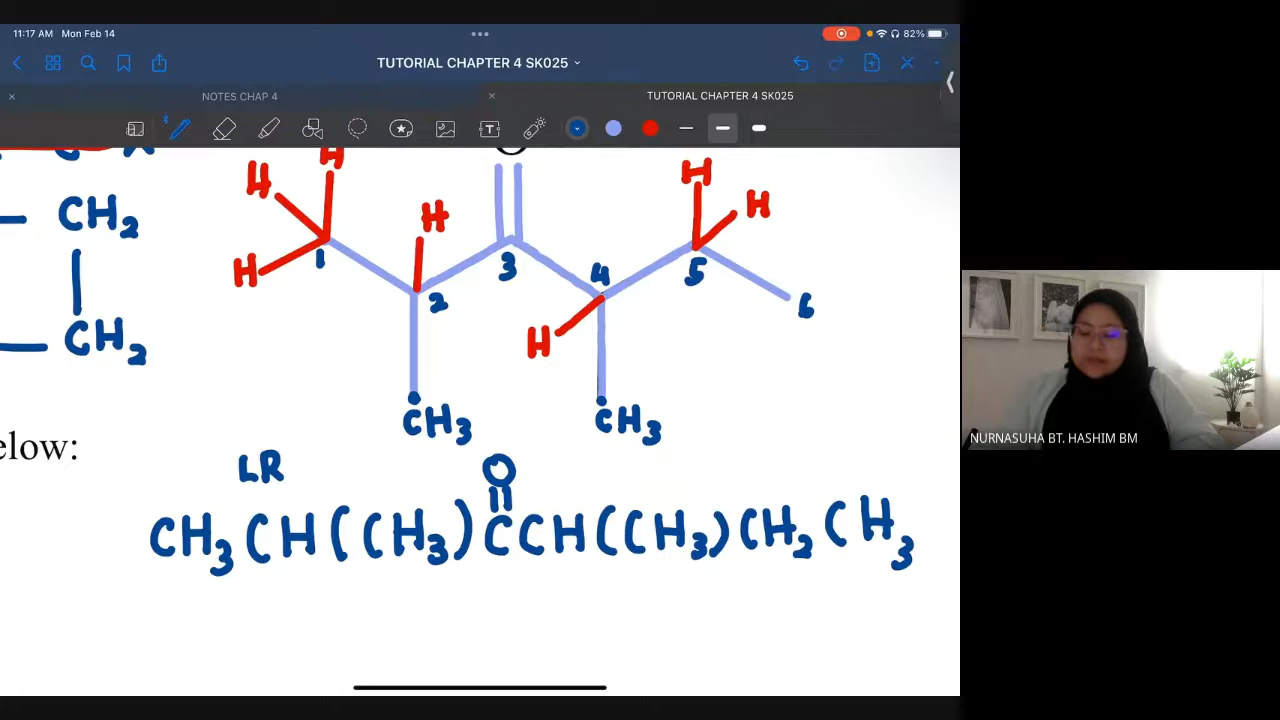 11:17 AM Mon Feb 14
82%
TUTORIAL CHAPTER 4 SK025
NOTES CHAP 4
TUTORIAL CHAPTER 4 SK025
H
H
H
H
H
H
H
1
2
3
4
5
6
CH2
CH2
CH3
CH3
NURNASUHA BT. HASHIM BM
elow:
LR
O
CH3CH(CH3)CCH(CH3)CH2CH3